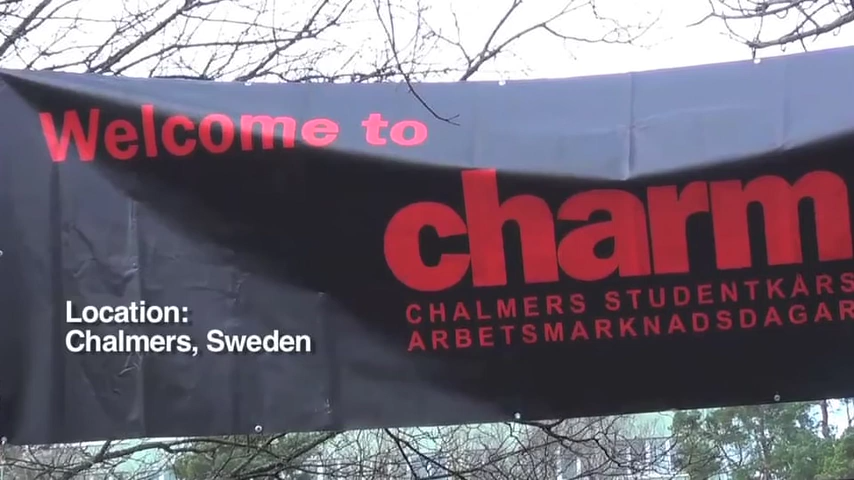 Welcome to
charm
CHALMERS STUDENTKÅRS
ARBETSMARKNADSDAGAR
Location:
Chalmers, Sweden